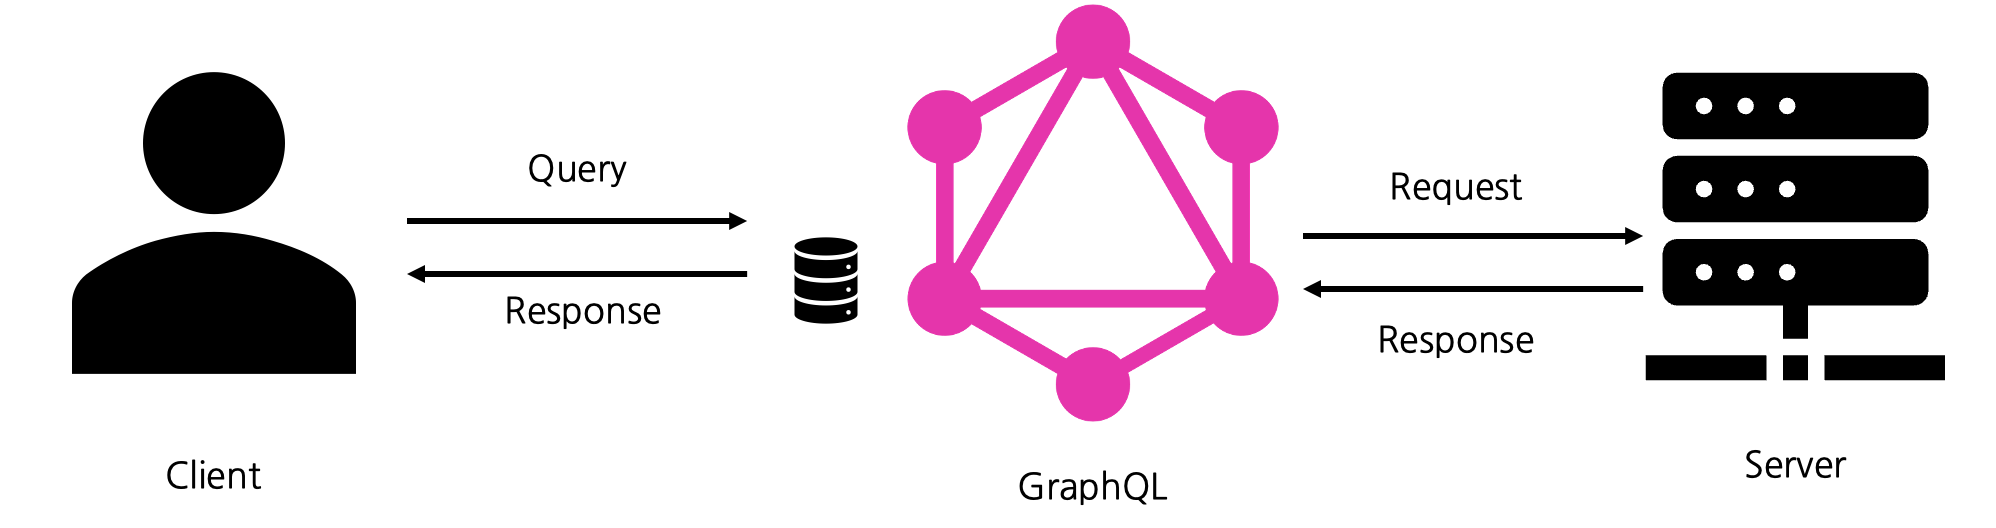 Query
Response
Request
Response
Client
GraphQL
Server